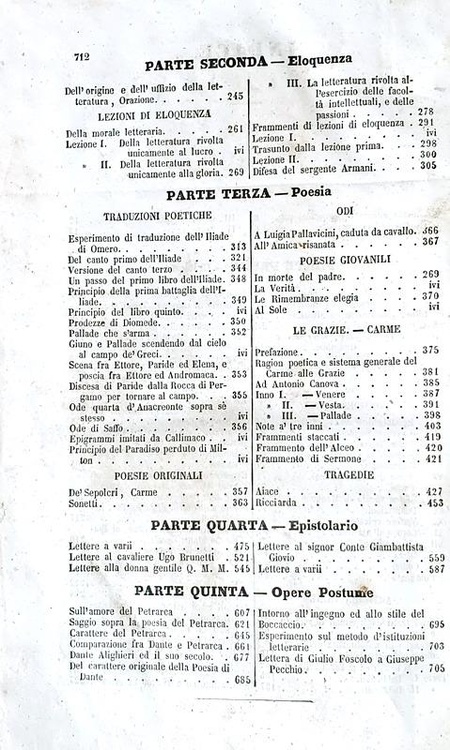 712
PARTE SECONDA — Eloquenza
Dell'origine e dell' uffizio della let-
teratura, Orazione. . . . . . 245
LEZIONI DI ELOQUENZA
Della morale letteraria. . . . . 261
Lezione I. Della letteratura rivolta
unicamente al lucro . ivi
» II. Della letteratura rivolta
unicamente alla gloria. 269
» III. La letteratura rivolta al-
l'esercizio delle facol-
tà intellettuali, e delle
passioni . . . . . . 278
Frammenti di lezioni di eloquenza . 291
Lezione I. . . . . . . . . . ivi
Trasunto dalla lezione prima. . . . 298
Lezione II. . . . . . . . . . 300
Difesa del sergente Armani. . . . 305
PARTE TERZA — Poesia
TRADUZIONI POETICHE
Esperimento di traduzione dell'Iliade
di Omero. . . . . . . . . 313
Del canto primo dell'Iliade . . . . 321
Versione del canto terzo . . . . 344
Un passo del primo libro dell'Iliade. 348
Principio della prima battaglia dell'I-
liade. . . . . . . . . . 349
Principio del libro quinto. . . . . ivi
Prodezze di Diomede. . . . . . 350
Pallade che s'arma . . . . . . 352
Giuno e Pallade scendendo dal cielo
al campo de' Greci. . . . . . ivi
Scena fra Ettore, Paride ed Elena, e
poscia fra Ettore ed Andromaca. . 353
Discesa di Paride dalla Rocca di Per-
gamo per tornare al campo. . . . 355
Ode quarta d'Anacreonte sopra sè
stesso . . . . . . . . . ivi
Ode di Saffo. . . . . . . . . 356
Epigrammi imitati da Callimaco . . ivi
Principio del Paradiso perduto di Mil-
ton . . . . . . . . . . ivi
POESIE ORIGINALI
De' Sepolcri, Carme . . . . . . 357
Sonetti. . . . . . . . . . . 363
ODI
A Luigia Pallavicini, caduta da cavallo. 366
All' Amica risanata . . . . . . 367
POESIE GIOVANILI
In morte del padre. . . . . . . 269
La Verità. . . . . . . . . . ivi
Le Rimembranze elegia . . . . 370
Al Sole . . . . . . . . . . ivi
LE GRAZIE. — CARME
Prefazione. . . . . . . . . . 375
Ragion poetica e sistema generale del
Carme alle Grazie . . . . . 381
Ad Antonio Canova . . . . . . 385
Inno I. — Venere . . . . . 387
» II. — Vesta. . . . . . 391
» III. — Pallade . . . . . 398
Note a' tre inni . . . . . . . 403
Frammenti staccati . . . . . . 419
Frammento dell'Alceo . . . . . 420
Frammento di Sermone . . . . . 421
TRAGEDIE
Aiace . . . . . . . . . . . 427
Ricciarda . . . . . . . . . . 453
PARTE QUARTA — Epistolario
Lettere a varii . . . . . . . 475
Lettere al cavaliere Ugo Brunetti . 521
Lettere alla donna gentile Q. M. M. 545
Lettere al signor Conte Giambattista
Giovio . . . . . . . . . 559
Lettere a varii . . . . . . . 587
PARTE QUINTA — Opere Postume
Sull'amore del Petrarca . . . . 607
Saggio sopra la poesia del Petrarca. 621
Carattere del Petrarca . . . . . 645
Comparazione fra Dante e Petrarca . 661
Dante Alighieri ed il suo secolo. . . 677
Del carattere originale della Poesia di
Dante . . . . . . . . . 685
Intorno all'ingegno ed allo stile del
Boccaccio. . . . . . . . . 695
Esperimento sul metodo d'istituzioni
letterarie . . . . . . . . 703
Lettera di Giulio Foscolo a Giuseppe
Pecchio. . . . . . . . . . 705